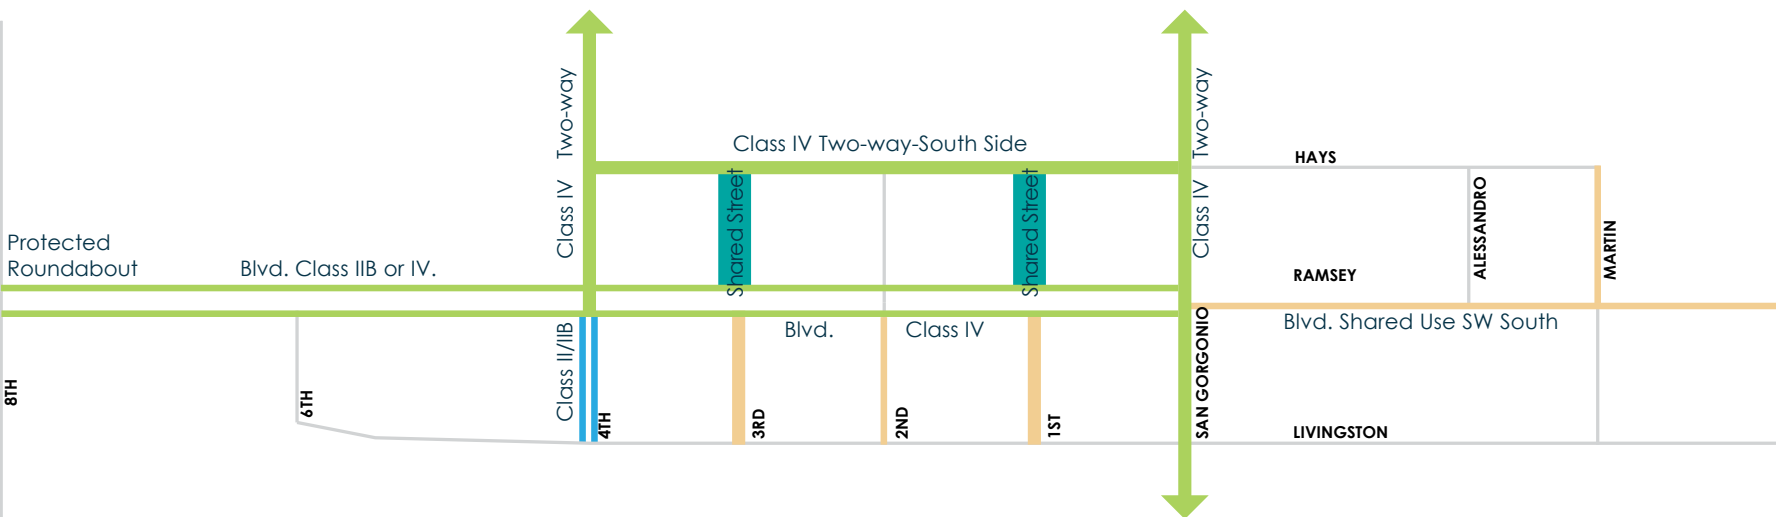 Class IV Two-way
Class IV Two-way-South Side
Class IV Two-way
HAYS
Shared Street
Shared Street
ALESSANDRO
MARTIN
Protected
Roundabout
Blvd. Class IIB or IV.
RAMSEY
Blvd.
Class IV
Blvd. Shared Use SW South
8TH
6TH
Class II/IIB
4TH
3RD
2ND
1ST
SAN GORGONIO
LIVINGSTON